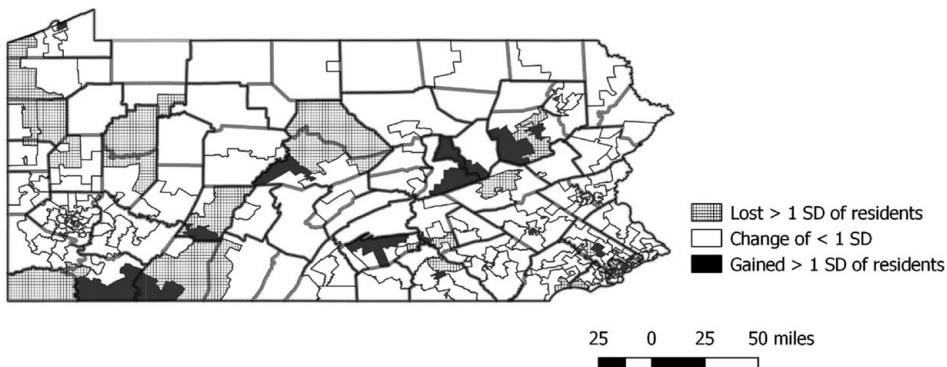 Lost > 1 SD of residents
Change of < 1 SD
Gained > 1 SD of residents
25 0 25 50 miles